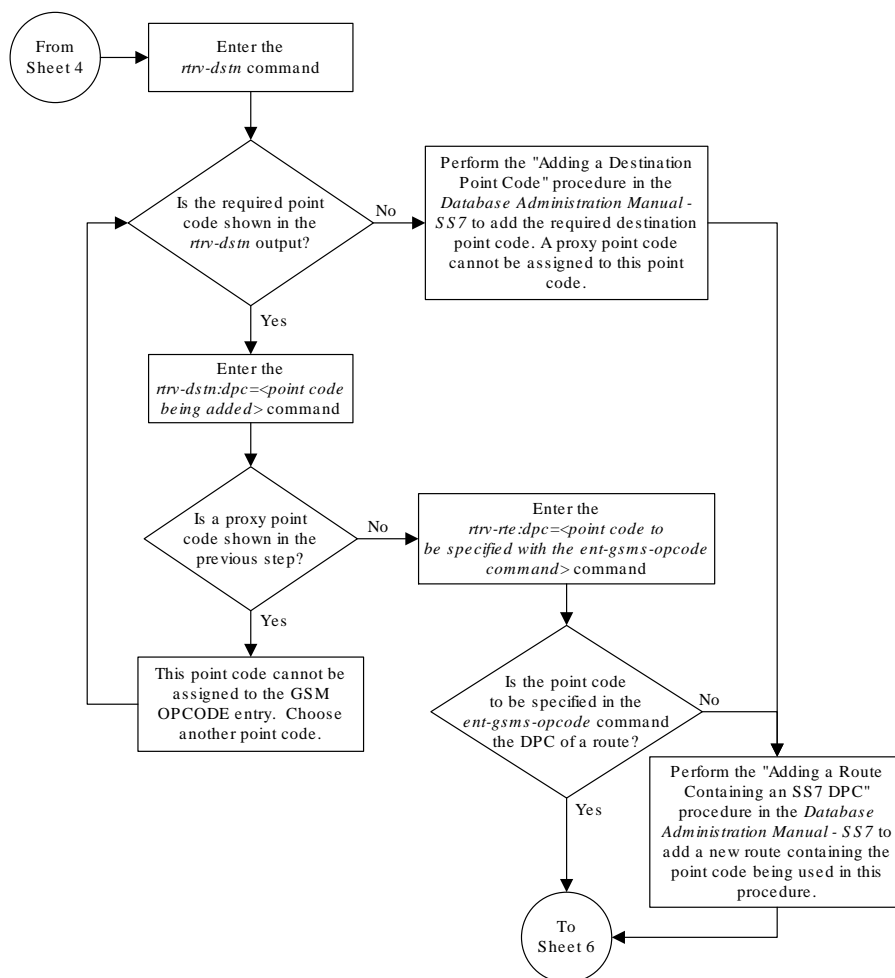 From
Sheet 4
Enter the
rtrv-dstn command
Is the required point
code shown in the
rtrv-dstn output?
No
Perform the "Adding a Destination
Point Code" procedure in the
Database Administration Manual -
SS7 to add the required destination
point code. A proxy point code
cannot be assigned to this point
code.
Yes
Enter the
rtrv-dstn:dpc=<point code
being added> command
Is a proxy point
code shown in the
previous step?
No
Enter the
rtrv-rte:dpc=<point code to
be specified with the ent-gsms-opcode
command> command
Yes
This point code cannot be
assigned to the GSM
OPCODE entry. Choose
another point code.
Is the point code
to be specified in the
ent-gsms-opcode command
the DPC of a route?
No
Yes
Perform the "Adding a Route
Containing an SS7 DPC"
procedure in the Database
Administration Manual - SS7 to
add a new route containing the
point code being used in this
procedure.
To
Sheet 6